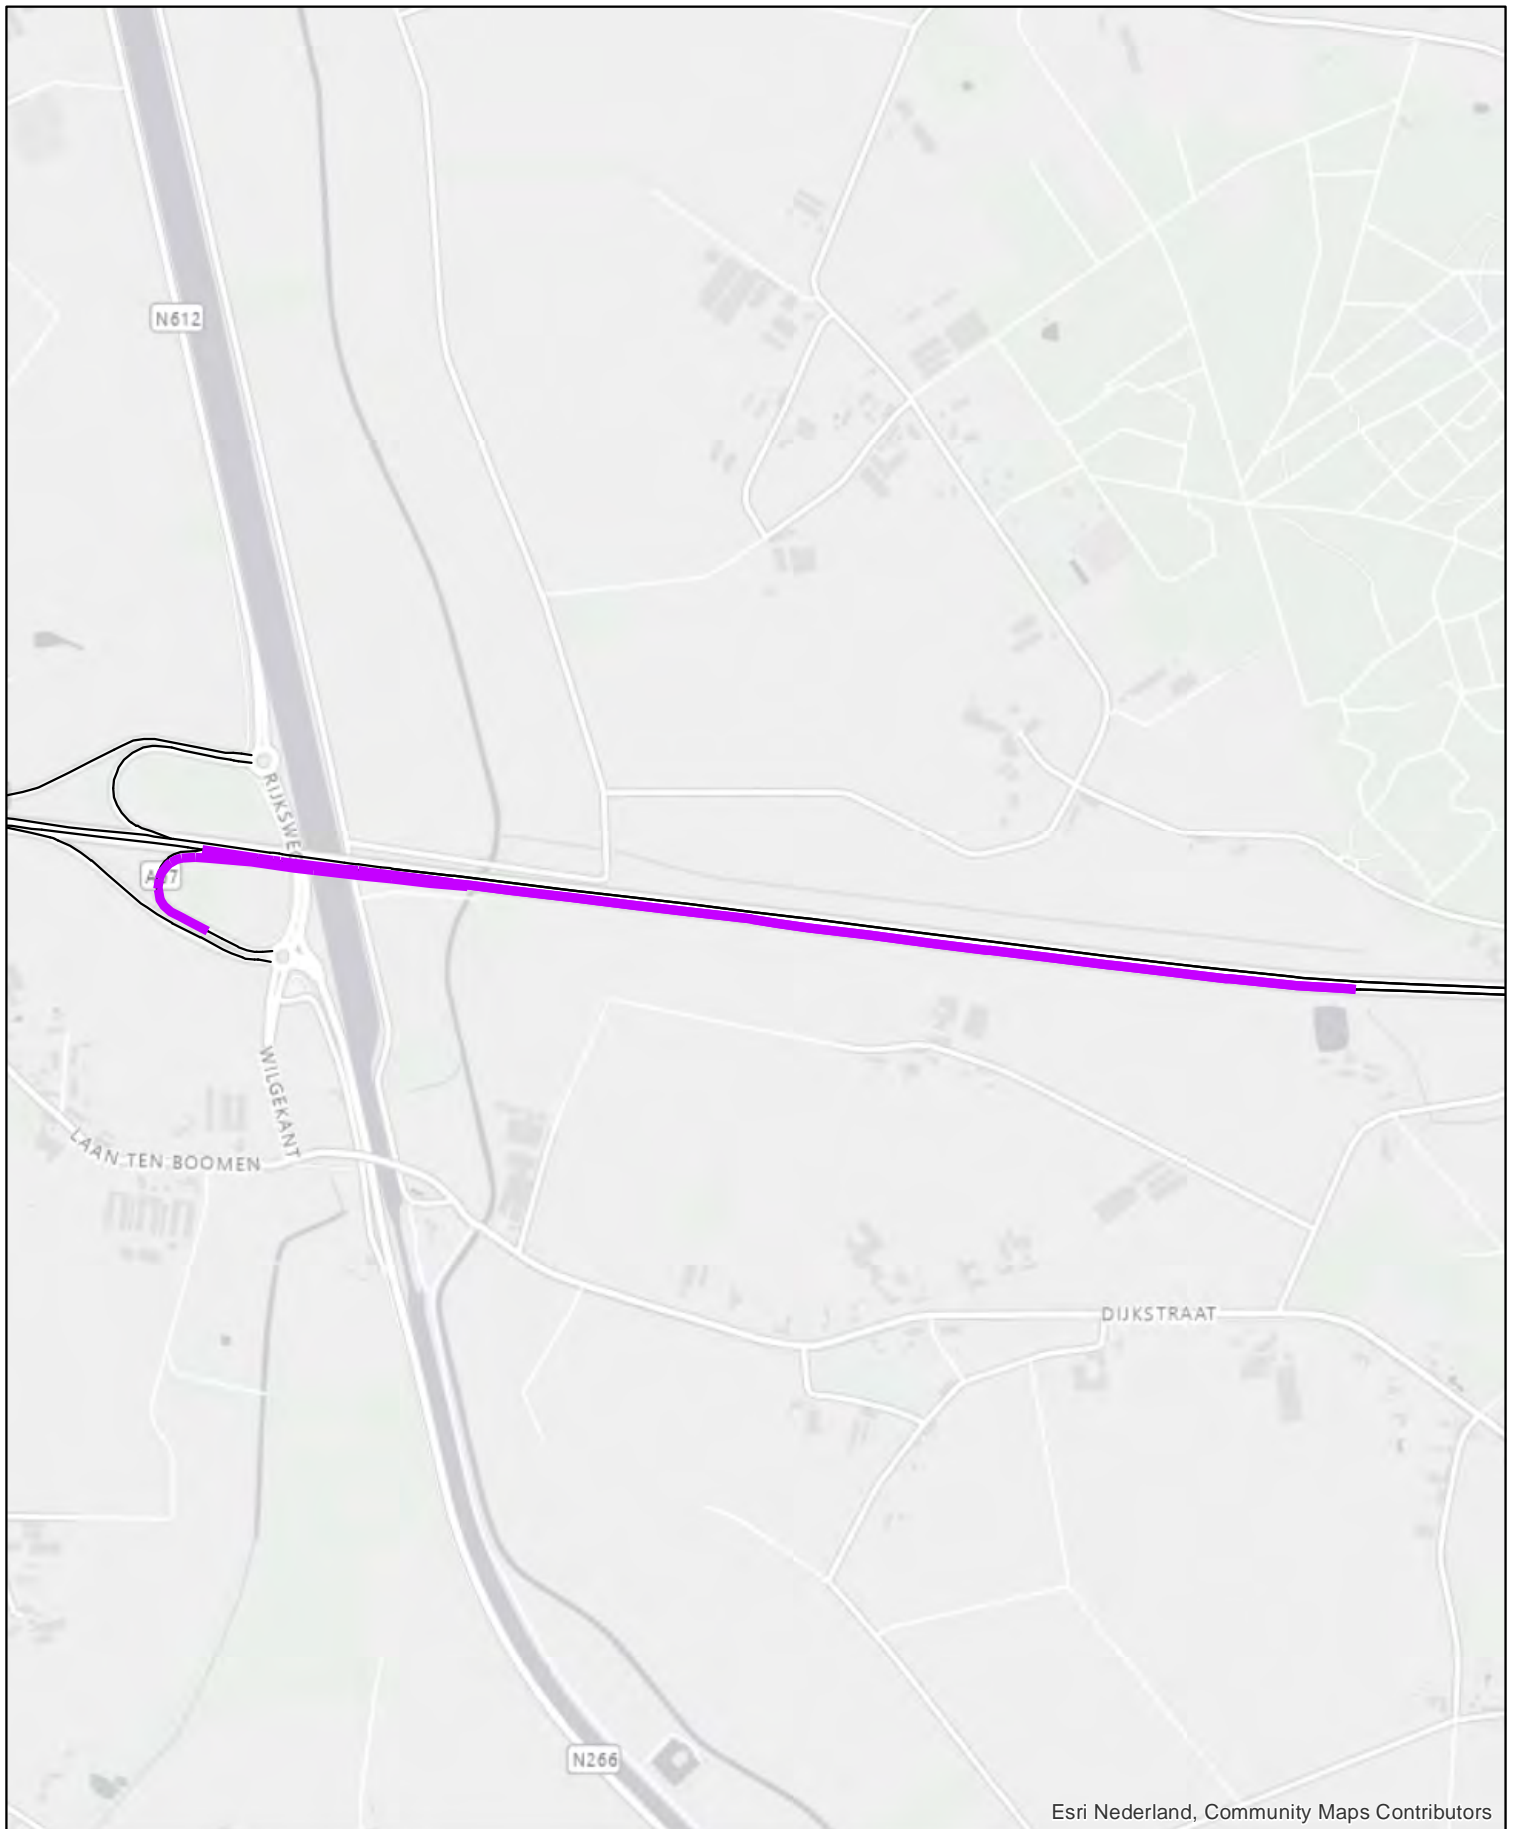 N612
RIJKSWEG
WILGEKANT
LAAN TEN BOOMEN
DIJKSTRAAT
N266
Esri Nederland, Community Maps Contributors